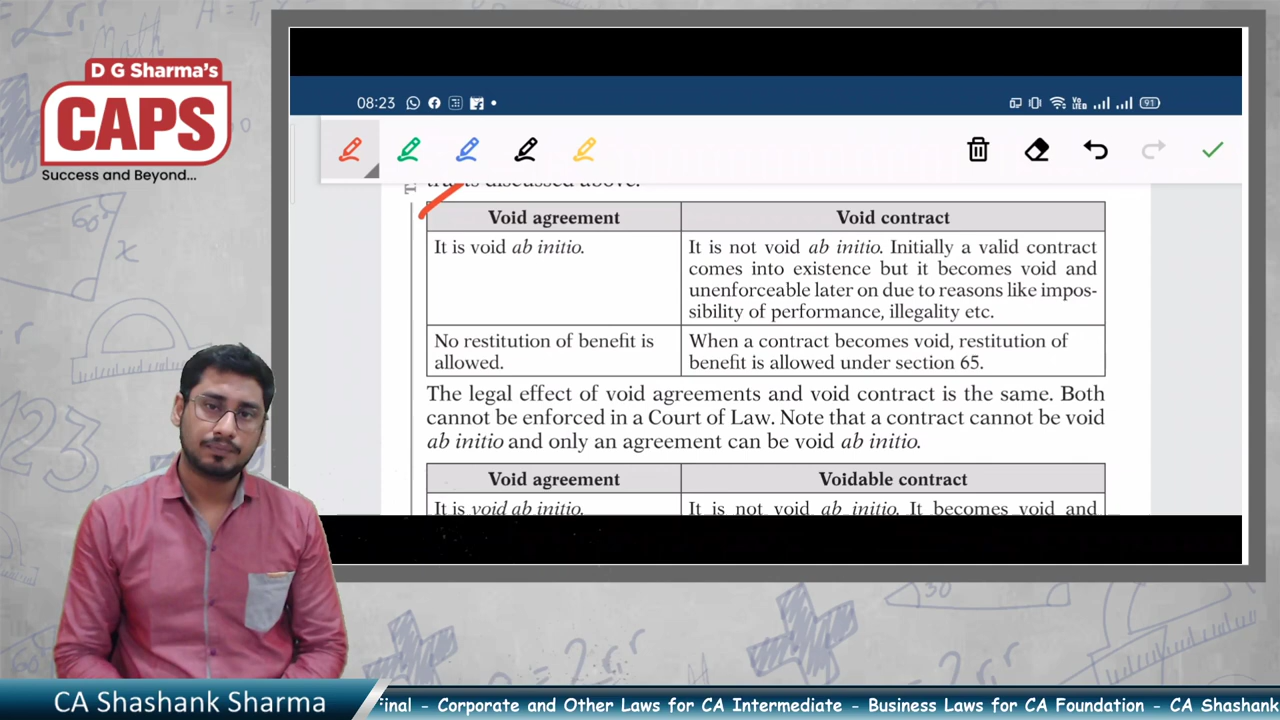 D G Sharma's
CAPS
Success and Beyond...
08:23
91
tracts discussed above.
Void agreement
Void contract
It is void ab initio.
It is not void ab initio. Initially a valid contract
comes into existence but it becomes void and
unenforceable later on due to reasons like impos-
sibility of performance, illegality etc.
No restitution of benefit is
allowed.
When a contract becomes void, restitution of
benefit is allowed under section 65.
The legal effect of void agreements and void contract is the same. Both
cannot be enforced in a Court of Law. Note that a contract cannot be void
ab initio and only an agreement can be void ab initio.
Void agreement
Voidable contract
It is void ab initio.
It is not void ab initio. It becomes void and
CA Shashank Sharma
Final - Corporate and Other Laws for CA Intermediate - Business Laws for CA Foundation - CA Shashank